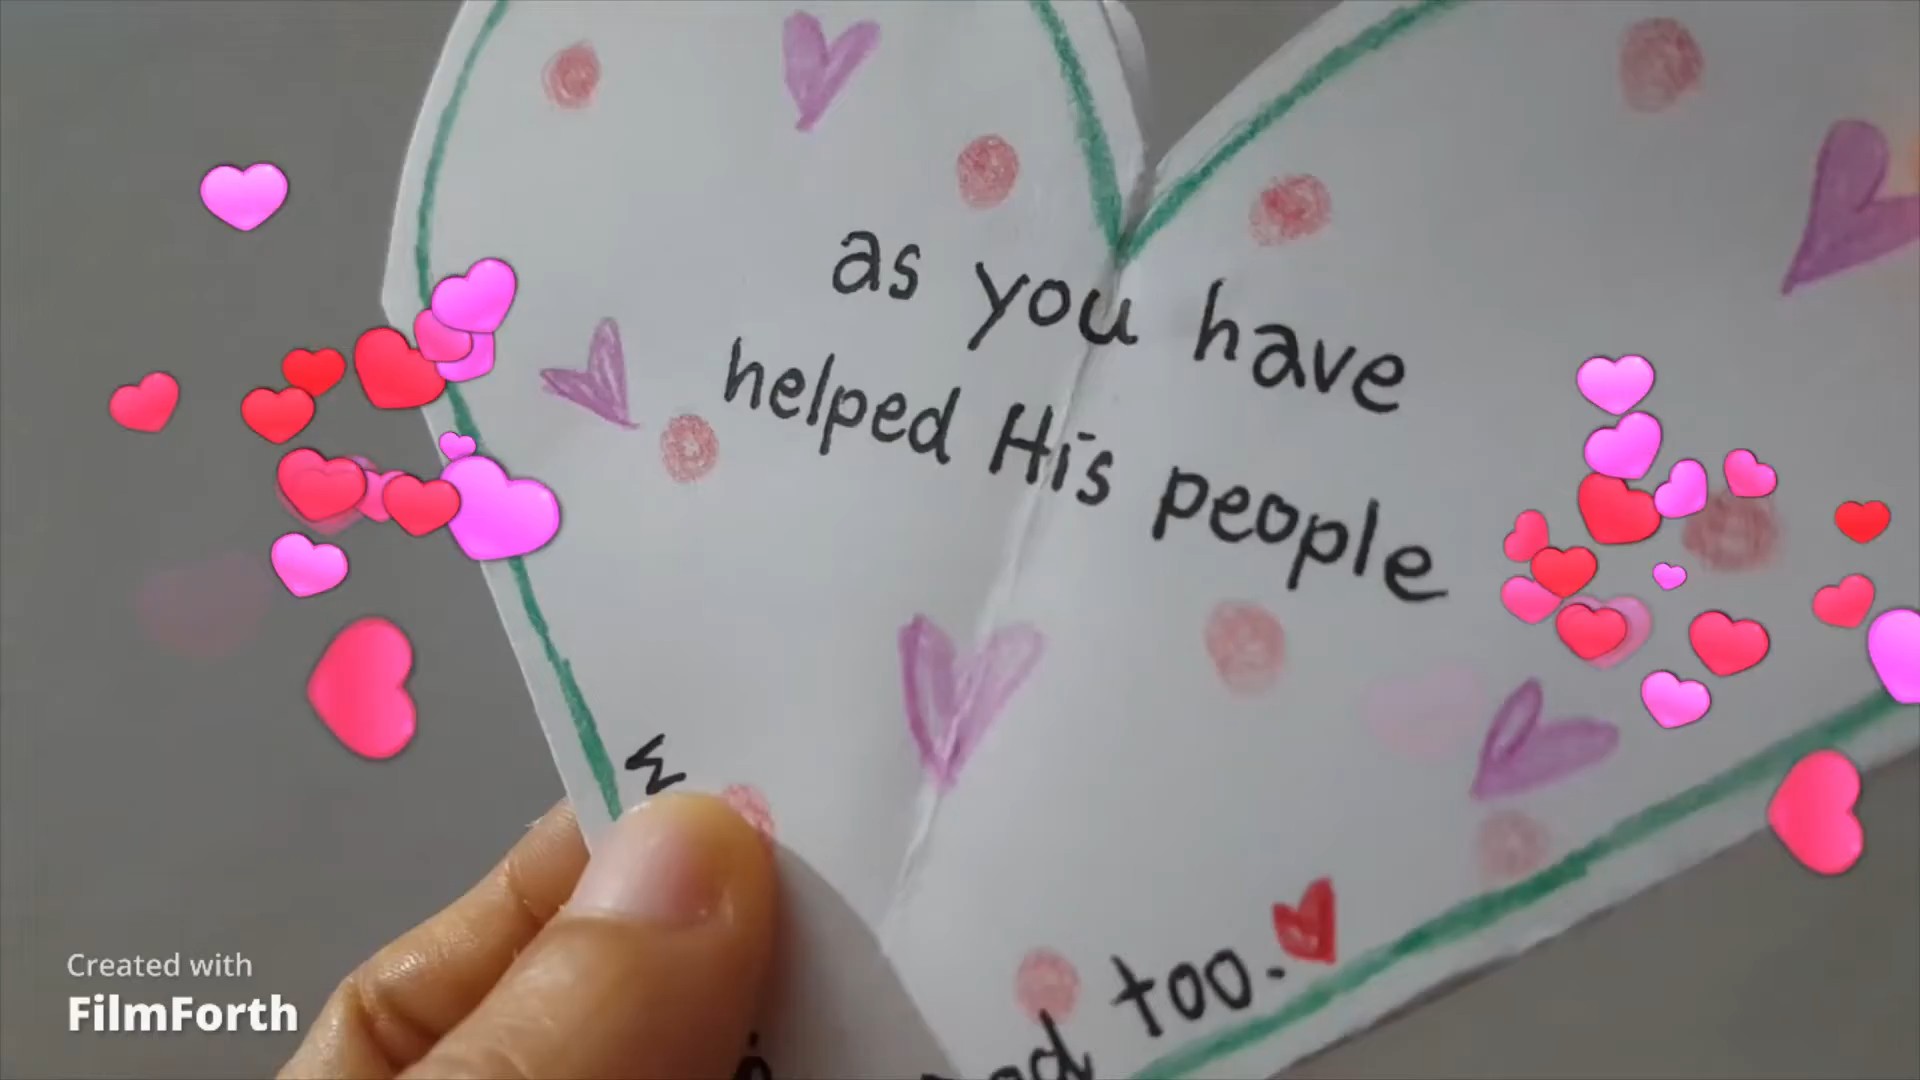 as you have
helped His people
too.
Created with
FilmForth